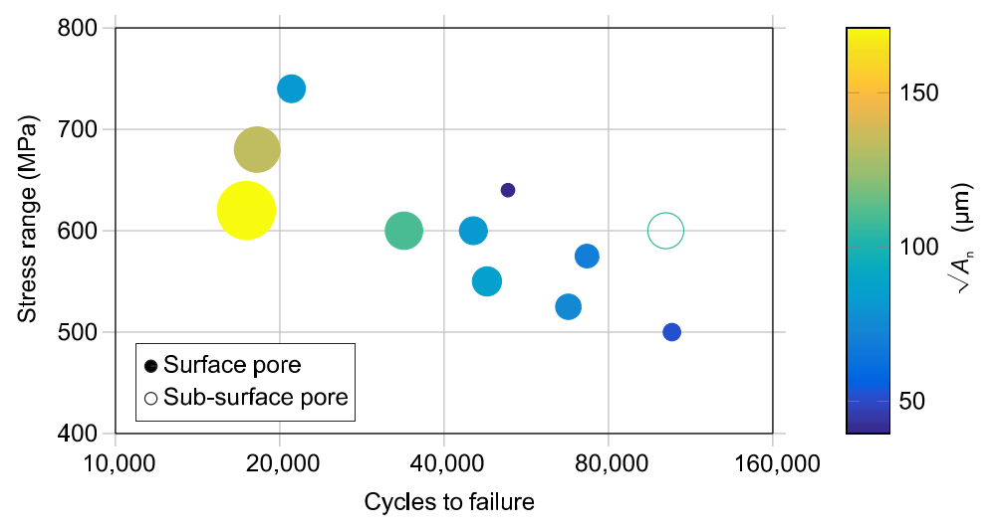 800
700
600
500
400
Stress range (MPa)
Surface pore
Sub-surface pore
10,000
20,000
40,000
80,000
160,000
Cycles to failure
150
100
50
√Aₙ (µm)